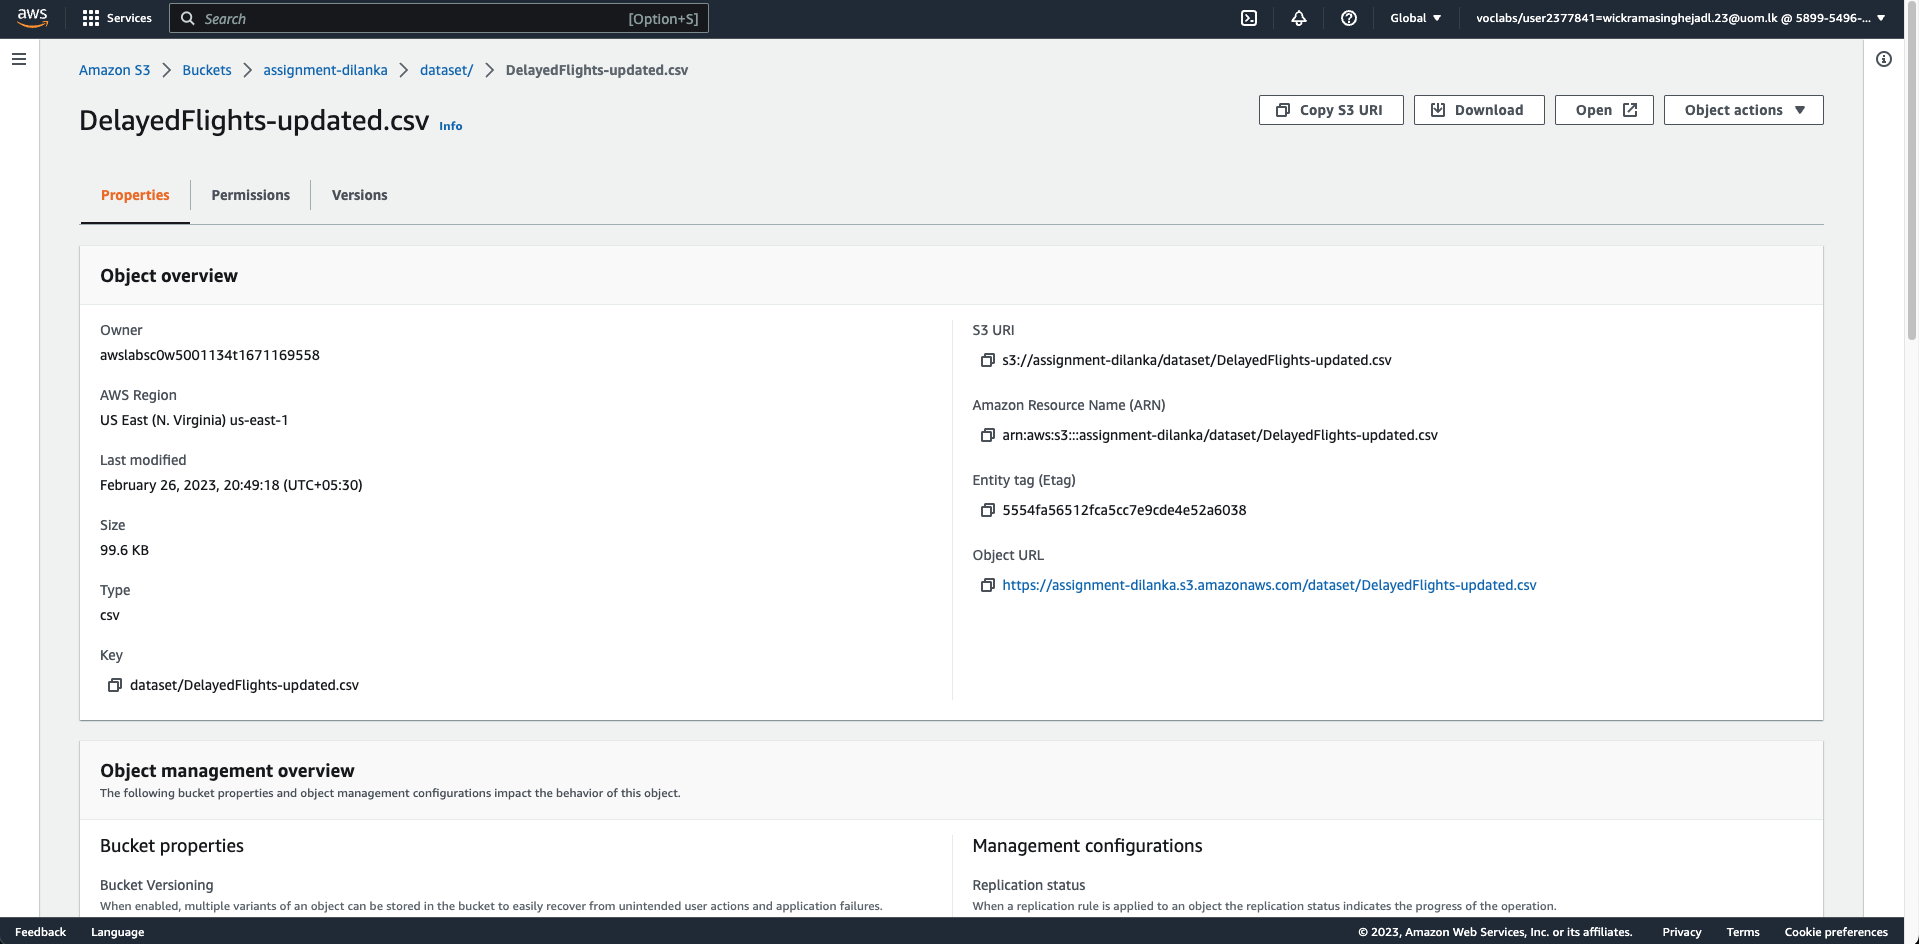 aws
Services
Search
[Option+S]
Global
voclabs/user2377841=wickramasinghejadl.23@uom.lk @ 5899-5496-...
Amazon S3
Buckets
assignment-dilanka
dataset/
DelayedFlights-updated.csv
DelayedFlights-updated.csv
Info
Copy S3 URI
Download
Open
Object actions
Properties
Permissions
Versions
Object overview
Owner
awslabsc0w5001134t1671169558
AWS Region
US East (N. Virginia) us-east-1
Last modified
February 26, 2023, 20:49:18 (UTC+05:30)
Size
99.6 KB
Type
csv
Key
dataset/DelayedFlights-updated.csv
S3 URI
s3://assignment-dilanka/dataset/DelayedFlights-updated.csv
Amazon Resource Name (ARN)
arn:aws:s3:::assignment-dilanka/dataset/DelayedFlights-updated.csv
Entity tag (Etag)
5554fa56512fca5cc7e9cde4e52a6038
Object URL
https://assignment-dilanka.s3.amazonaws.com/dataset/DelayedFlights-updated.csv
Object management overview
The following bucket properties and object management configurations impact the behavior of this object.
Bucket properties
Bucket Versioning
When enabled, multiple variants of an object can be stored in the bucket to easily recover from unintended user actions and application failures.
Management configurations
Replication status
When a replication rule is applied to an object the replication status indicates the progress of the operation.
Feedback
Language
© 2023, Amazon Web Services, Inc. or its affiliates.
Privacy
Terms
Cookie preferences